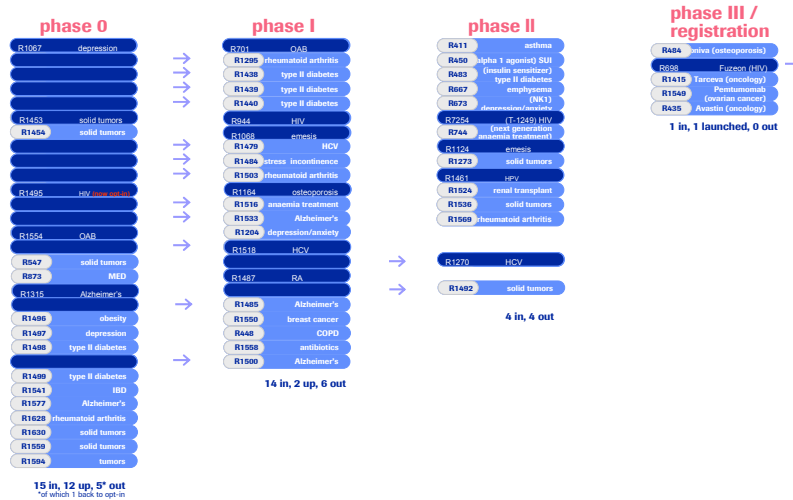 phase 0
R1067 depression
R1453 solid tumors
R1454 solid tumors
R1495 HIV (now opt-in)
R1554 OAB
R547 solid tumors
R873 MED
R1315 Alzheimer's
R1496 obesity
R1497 depression
R1498 type II diabetes
R1499 type II diabetes
R1541 IBD
R1577 Alzheimer's
R1628 rheumatoid arthritis
R1630 solid tumors
R1559 solid tumors
R1594 tumors
15 in, 12 up, 5* out
*of which 1 back to opt-in
phase I
R701 OAB
R1295 rheumatoid arthritis
R1438 type II diabetes
R1439 type II diabetes
R1440 type II diabetes
R944 HIV
R1068 emesis
R1479 HCV
R1484 stress incontinence
R1503 rheumatoid arthritis
R1164 osteoporosis
R1516 anaemia treatment
R1533 Alzheimer's
R1204 depression/anxiety
R1518 HCV
R1487 RA
R1485 Alzheimer's
R1550 breast cancer
R448 COPD
R1558 antibiotics
R1500 Alzheimer's
14 in, 2 up, 6 out
phase II
R411 asthma
R450 alpha 1 agonist) SUI
(insulin sensitizer)
R483 type II diabetes
R667 emphysema
(NK1)
R673 depression/anxiety
R7254 (T-1249) HIV
(next generation
R744 anaemia treatment)
R1124 emesis
R1273 solid tumors
R1461 HPV
R1524 renal transplant
R1536 solid tumors
R1569 rheumatoid arthritis
R1270 HCV
R1492 solid tumors
4 in, 4 out
phase III /
registration
R484 oniva (osteoporosis)
R698 Fuzeon (HIV)
R1415 Tarceva (oncology)
R1549 Pemtumomab
(ovarian cancer)
R435 Avastin (oncology)
1 in, 1 launched, 0 out